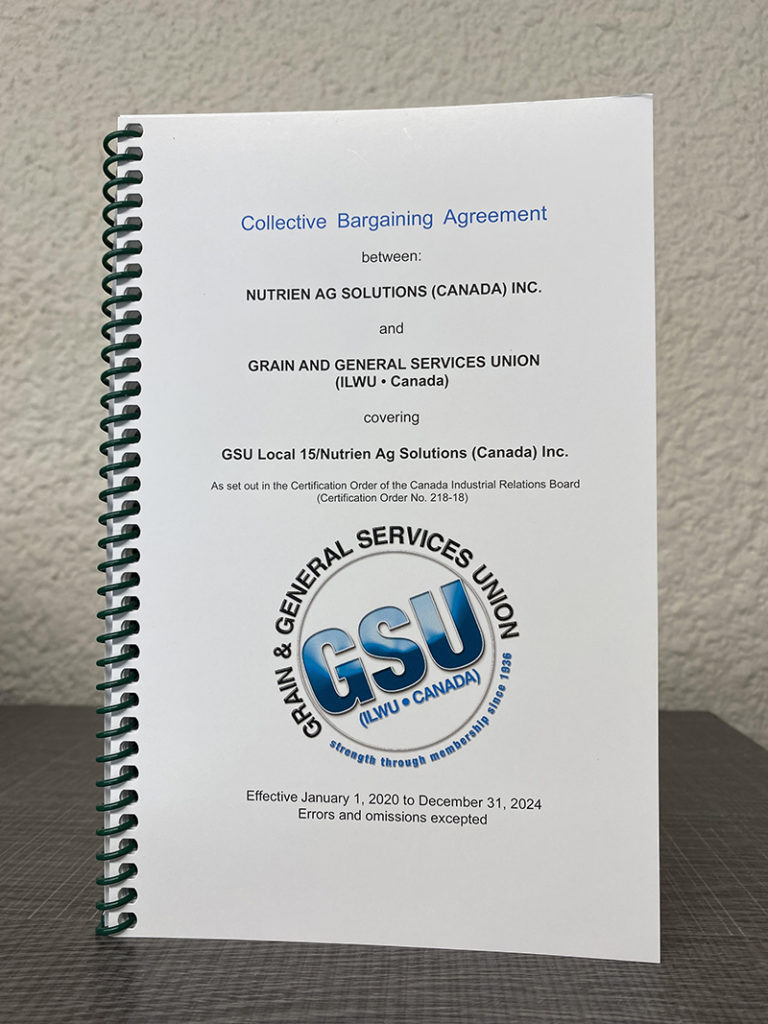 Collective Bargaining Agreement
between:
NUTRIEN AG SOLUTIONS (CANADA) INC.
and
GRAIN AND GENERAL SERVICES UNION
(ILWU • Canada)
covering
GSU Local 15/Nutrien Ag Solutions (Canada) Inc.
As set out in the Certification Order of the Canada Industrial Relations Board
(Certification Order No. 218-18)
GRAIN & GENERAL SERVICES UNION
GSU
(ILWU • CANADA)
strength through membership since 1936
Effective January 1, 2020 to December 31, 2024
Errors and omissions excepted